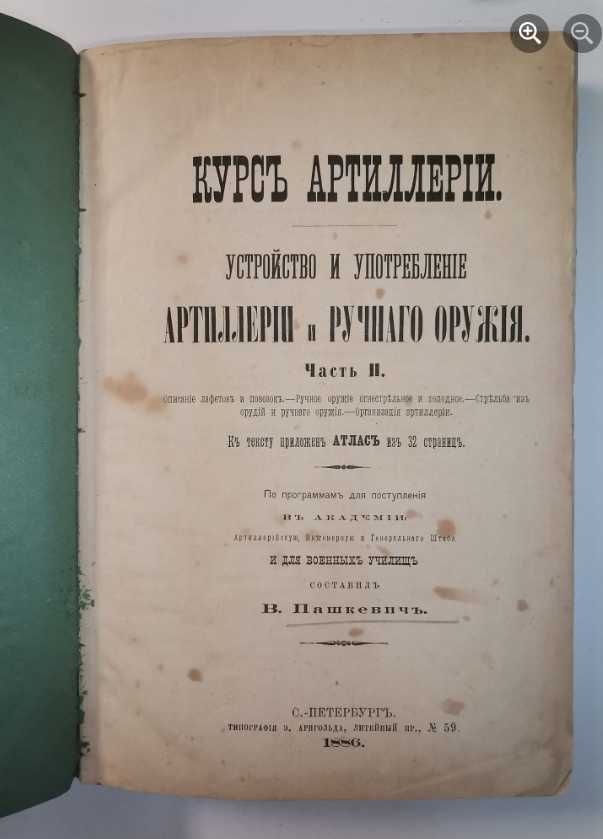 КУРСЪ АРТИЛЛЕРІИ.
УСТРОЙСТВО И УПОТРЕБЛЕНІЕ
АРТИЛЛЕРІИ и РУЧНАГО ОРУЖІЯ.
Часть II.
Описаніе лафетовъ и повозокъ.—Ручное оружіе огнестрѣльное и холодное.—Стрѣльба изъ
орудій и ручнаго оружія.—Организація артиллеріи.
Къ тексту приложенъ АТЛАСЪ изъ 32 страницъ.
По программамъ для поступленія
ВЪ АКАДЕМІИ:
Артиллерійскую, Инженерную и Генеральнаго Штаба
И ДЛЯ ВОЕННЫХЪ УЧИЛИЩЪ
СОСТАВИЛЪ
В. Пашкевичъ.
С.-ПЕТЕРБУРГЪ.
ТИПОГРАФІЯ Э. АРНГОЛЬДА, ЛИТЕЙНЫЙ ПР., № 59.
1886.